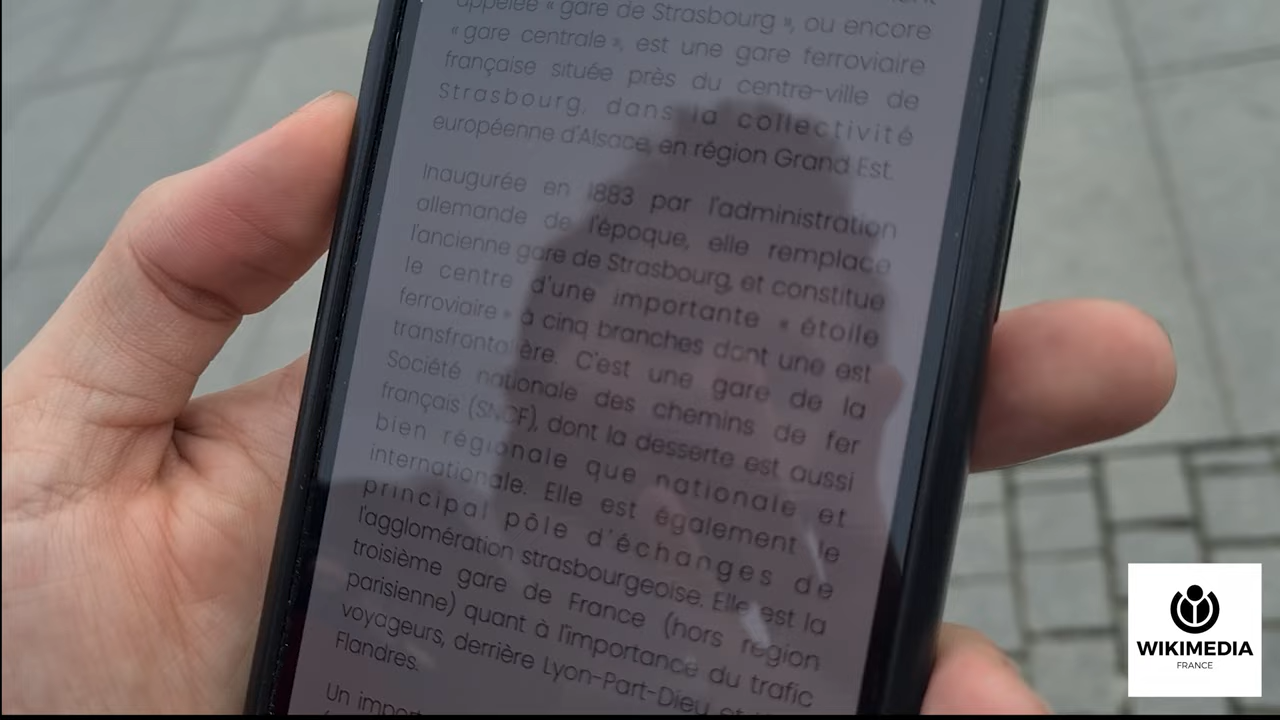 appelée « gare de Strasbourg », ou encore
« gare centrale », est une gare ferroviaire
française située près du centre-ville de
Strasbourg, dans la collectivité
européenne d'Alsace, en région Grand Est.
Inaugurée en 1883 par l'administration
allemande de l'époque, elle remplace
l'ancienne gare de Strasbourg, et constitue
le centre d'une importante « étoile
ferroviaire » à cinq branches dont une est
transfrontalière. C'est une gare de la
Société nationale des chemins de fer
français (SNCF), dont la desserte est aussi
bien régionale que nationale et
internationale. Elle est également le
principal pôle d'échanges de
l'agglomération strasbourgeoise. Elle est la
troisième gare de France (hors région
parisienne) quant à l'importance du trafic
voyageurs, derrière Lyon-Part-Dieu et
Flandres.
Un
WIKIMEDIA
FRANCE